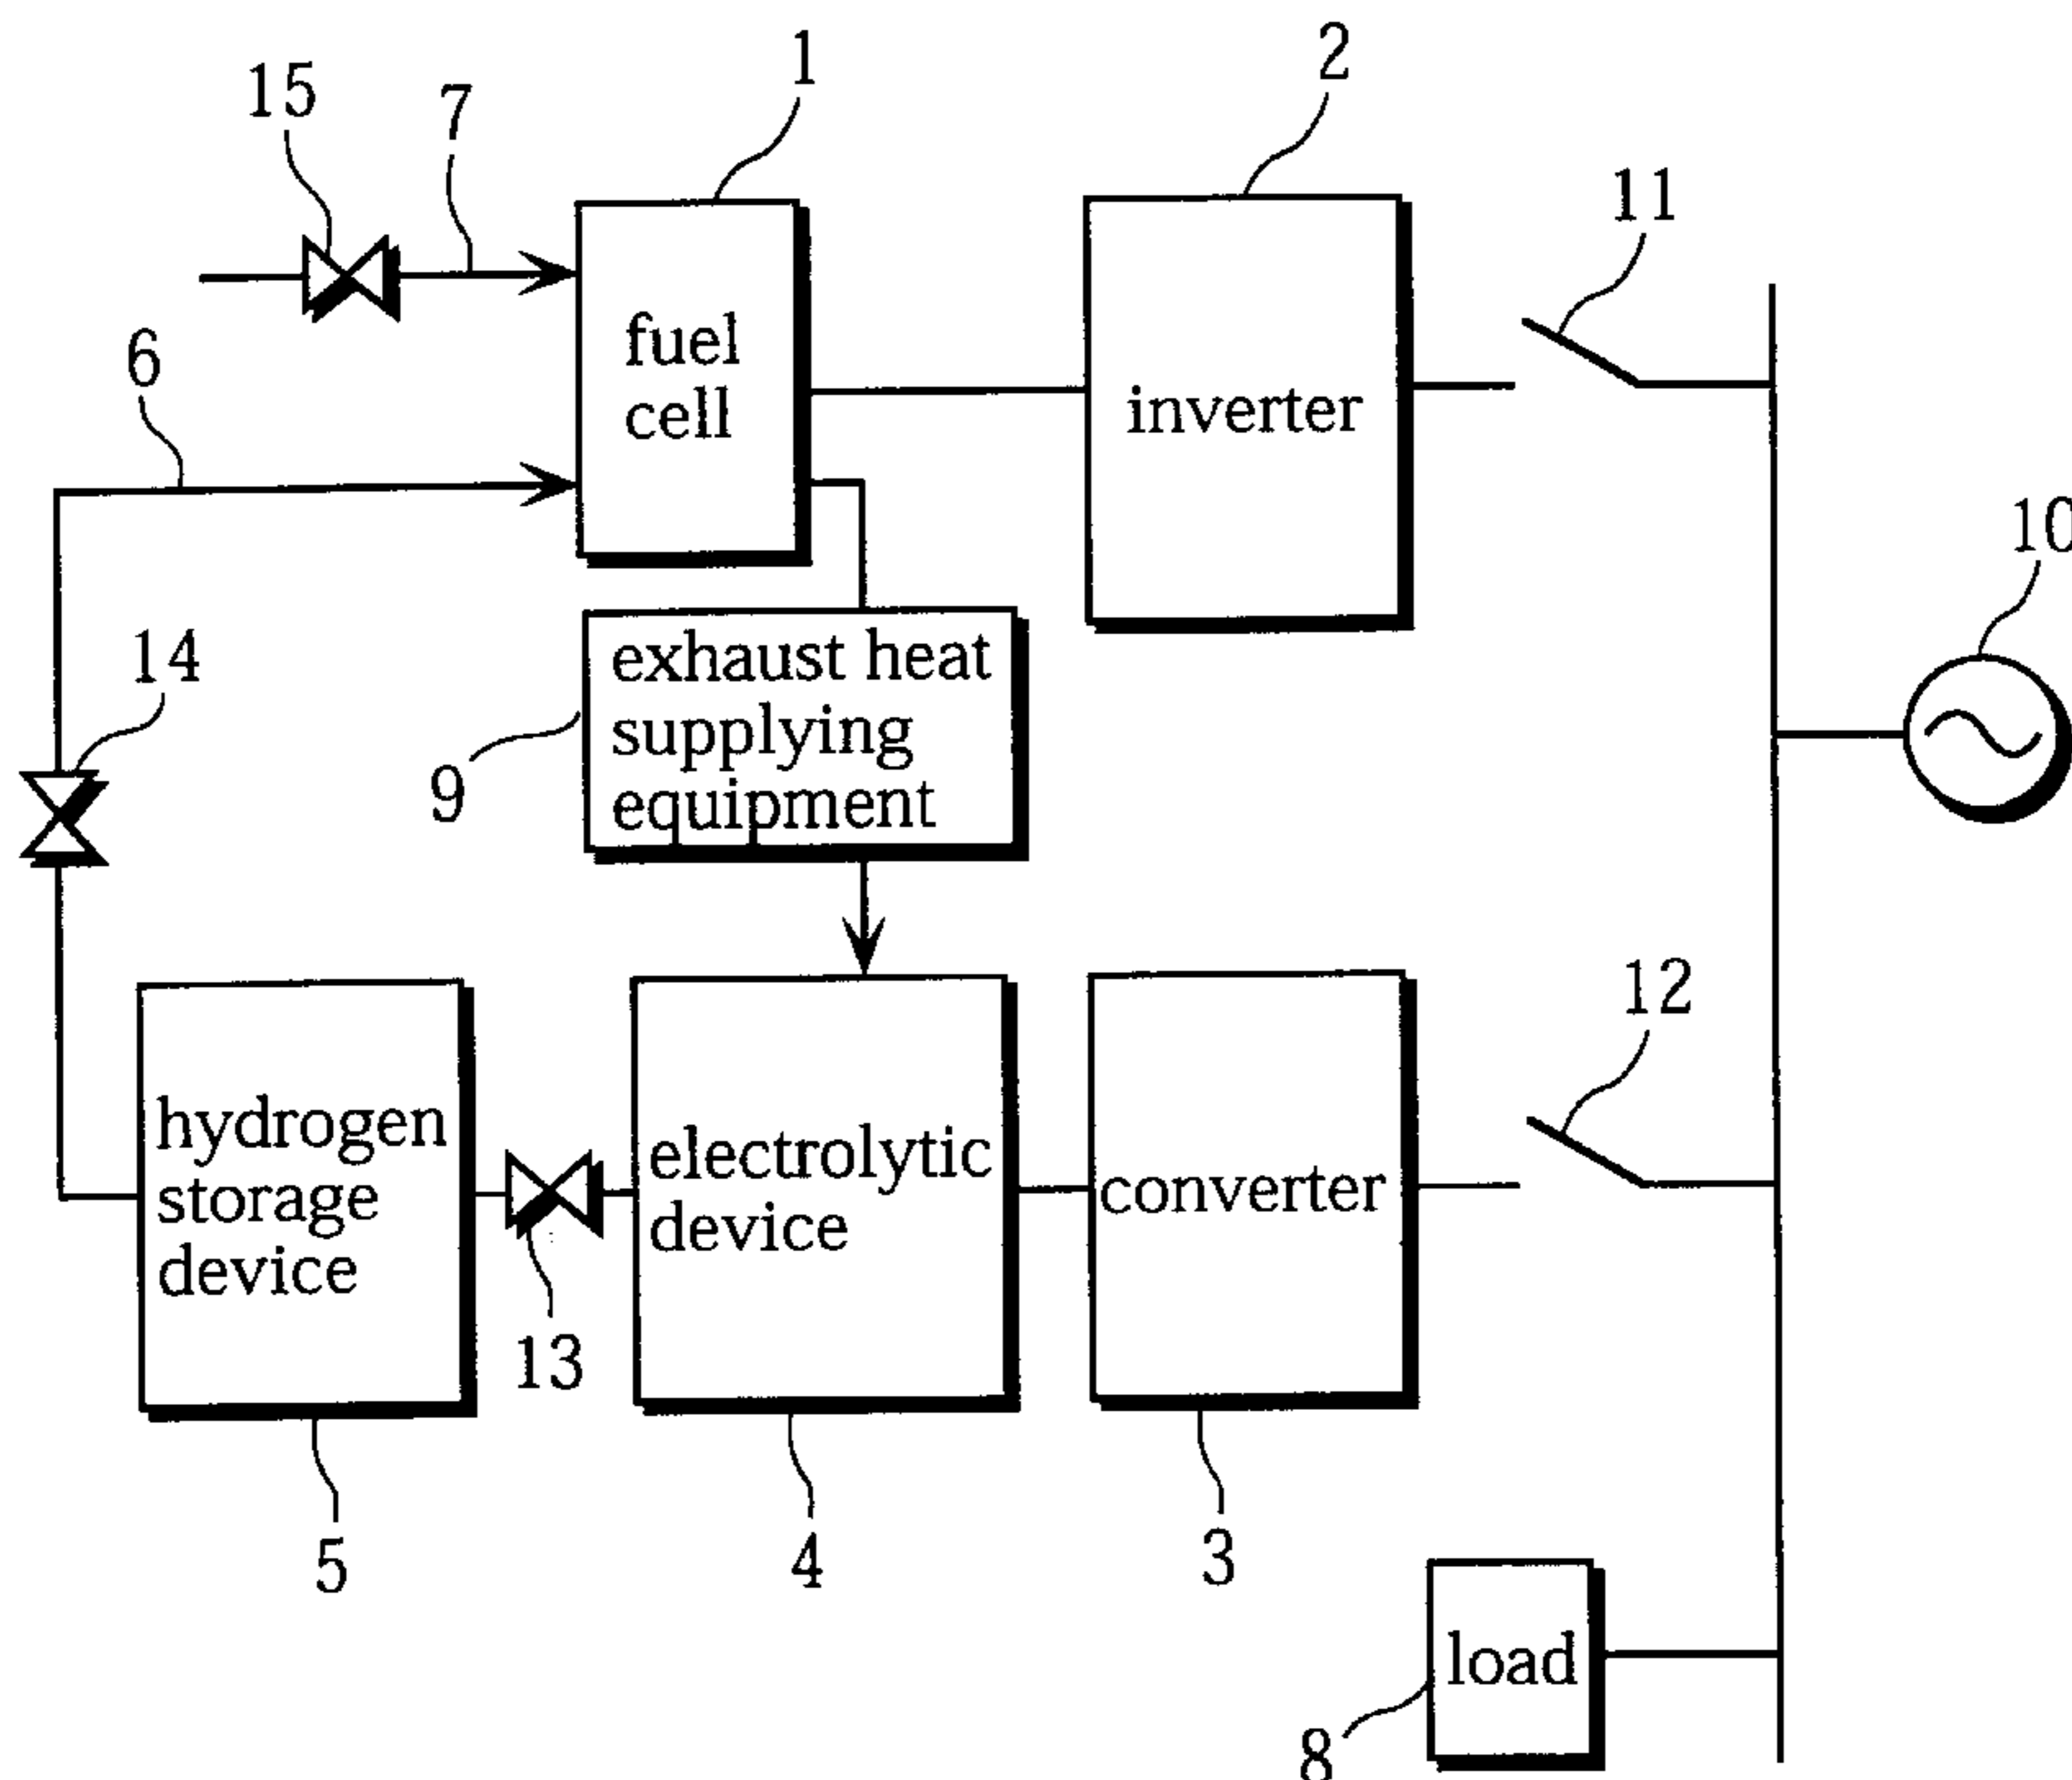 1
2
15
7
11
6
fuel
cell
inverter
10
14
exhaust heat
supplying
equipment
9
12
hydrogen
storage
device
electrolytic
device
converter
13
5
4
3
load
8